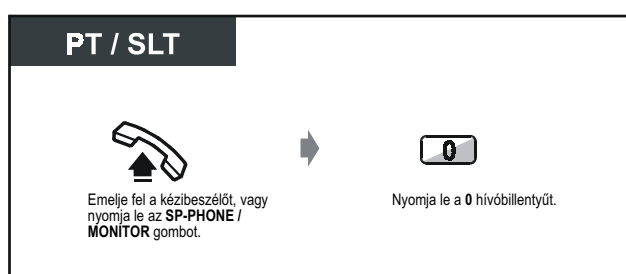 PT / SLT
0
Emelje fel a kézibeszélőt, vagy
nyomja le az SP-PHONE /
MONITOR gombot.
Nyomja le a 0 hívóbillentyűt.